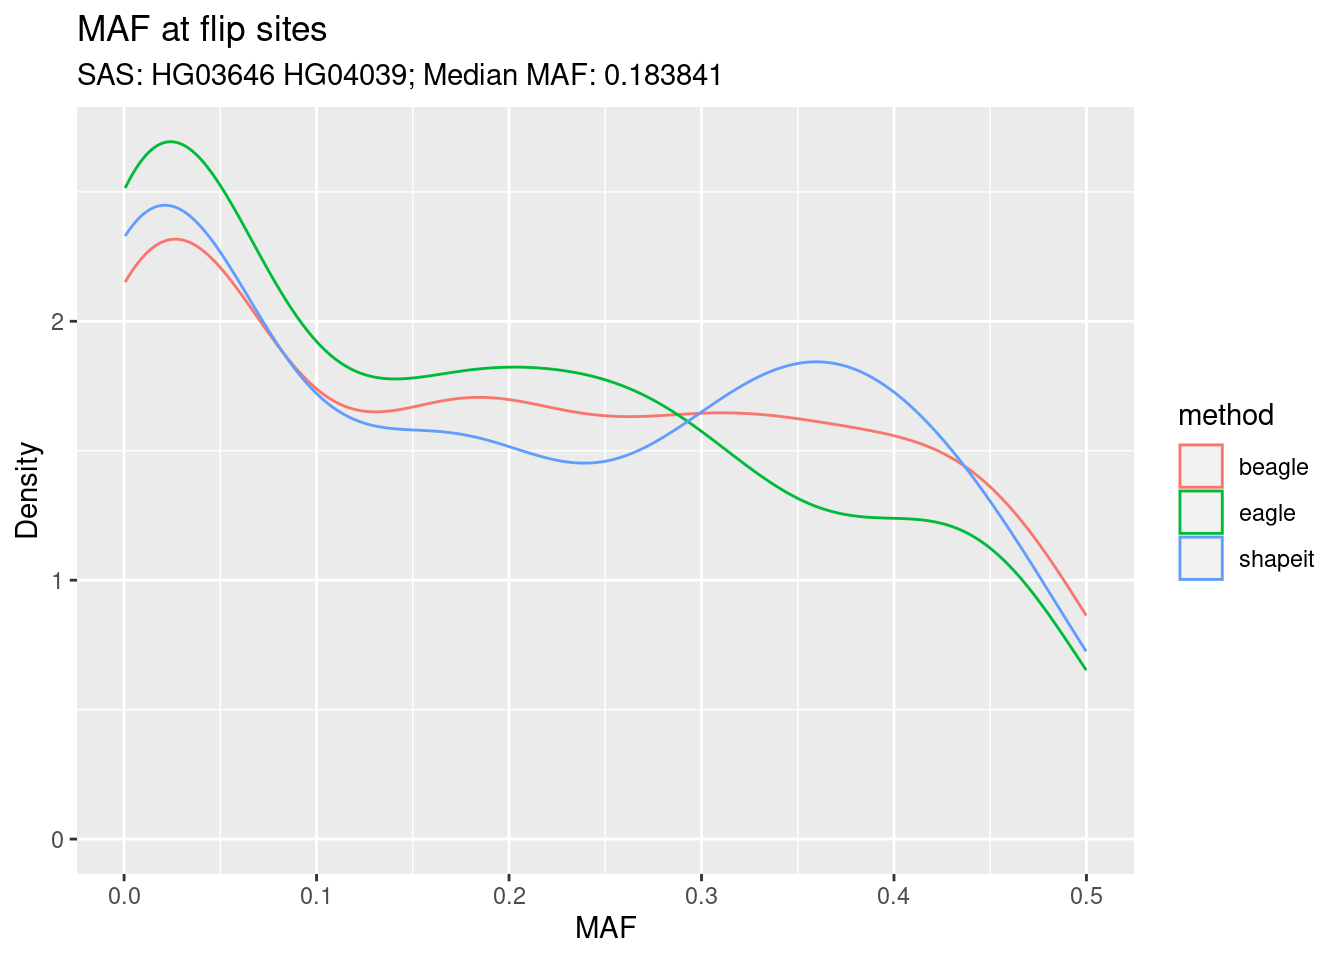 MAF at flip sites
SAS: HG03646 HG04039; Median MAF: 0.183841
Density
2
1
0
0.0 0.1 0.2 0.3 0.4 0.5
MAF
method
beagle
eagle
shapeit